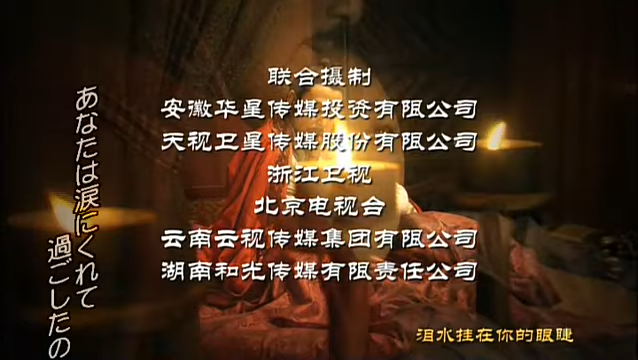 联合摄制
安徽华星传媒投资有限公司
天视卫星传媒股份有限公司
浙江卫视
北京电视台
云南云视传媒集团有限公司
湖南和光传媒有限责任公司
あなたは涙にくれて
過ごしたの
泪水挂在你的眼睫